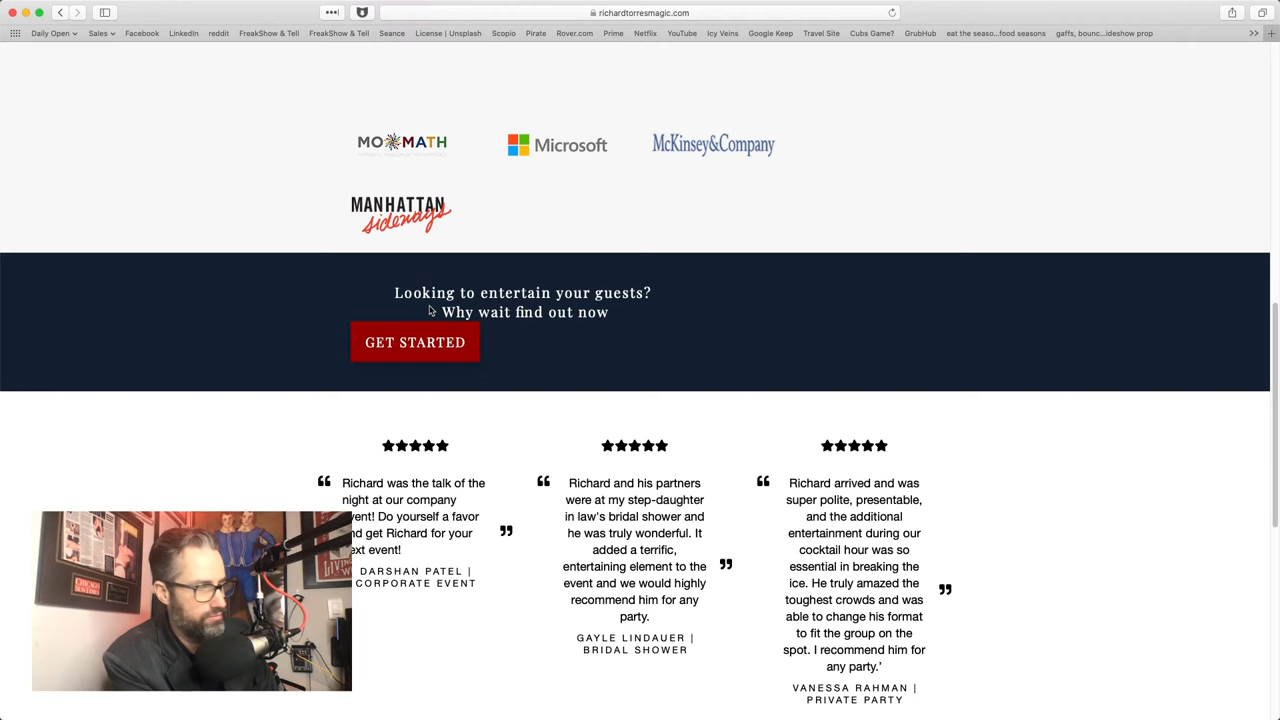 richardtorresmagic.com
Daily Open Sales Facebook LinkedIn reddit FreakShow & Tell FreakShow & Tell Seance License | Unsplash Scopio Pirate Rover.com Prime Netflix YouTube Icy Veins Google Keep Travel Site Cubs Game? GrubHub eat the seaso...food seasons gaffs, bounc...ideshow prop
MOMATH
Microsoft
McKinsey&Company
MANHATTAN
sideways
Looking to entertain your guests?
Why wait find out now
GET STARTED
★★★★★
“ Richard was the talk of the
night at our company
vent! Do yourself a favor
nd get Richard for your
ext event! ”
DARSHAN PATEL |
CORPORATE EVENT
★★★★★
“ Richard and his partners
were at my step-daughter
in law's bridal shower and
he was truly wonderful. It
added a terrific,
entertaining element to the
event and we would highly
recommend him for any
party. ”
GAYLE LINDAUER |
BRIDAL SHOWER
★★★★★
“ Richard arrived and was
super polite, presentable,
and the additional
entertainment during our
cocktail hour was so
essential in breaking the
ice. He truly amazed the
toughest crowds and was
able to change his format
to fit the group on the
spot. I recommend him for
any party.’ ”
VANESSA RAHMAN |
PRIVATE PARTY
CHICAGO